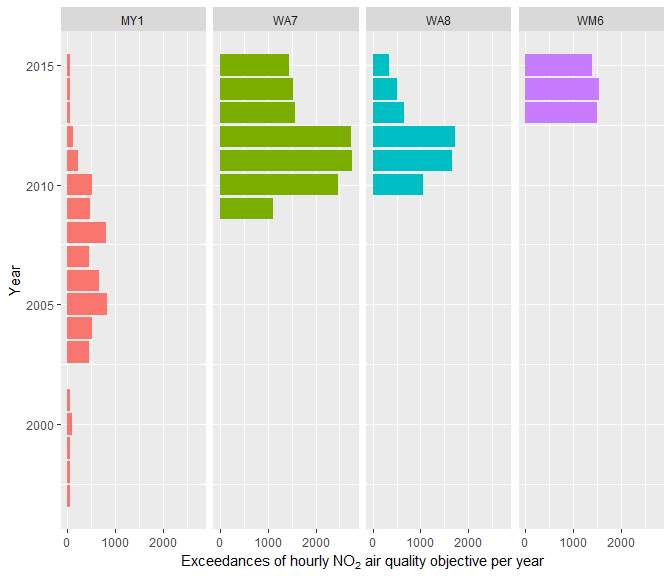 MY1 WA7 WA8 WM6
2015
2010
Year
2005
2000
0 1000 2000 0 1000 2000 0 1000 2000 0 1000 2000
Exceedances of hourly NO₂ air quality objective per year